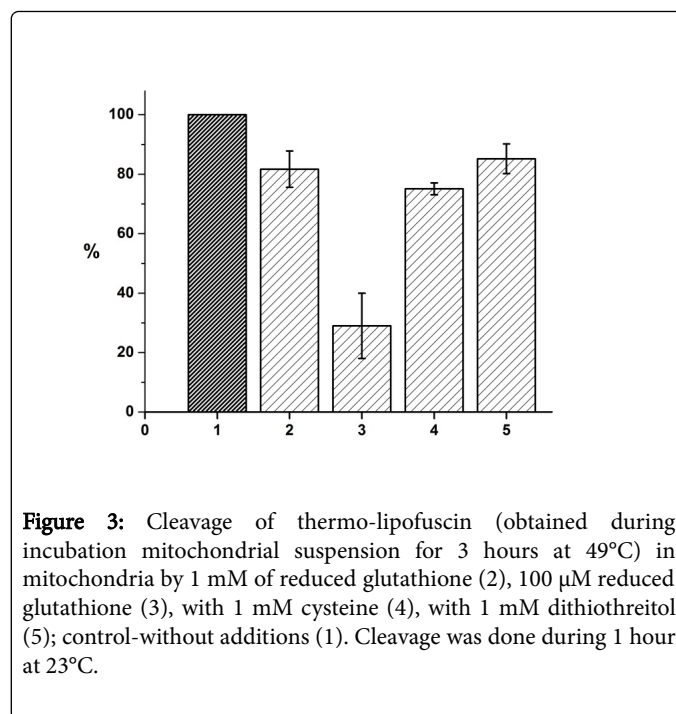 100
80
60
%
40
20
0
0 1 2 3 4 5
Figure 3: Cleavage of thermo-lipofuscin (obtained during
incubation mitochondrial suspension for 3 hours at 49°C) in
mitochondria by 1 mM of reduced glutathione (2), 100 μM reduced
glutathione (3), with 1 mM cysteine (4), with 1 mM dithiothreitol
(5); control-without additions (1). Cleavage was done during 1 hour
at 23°C.